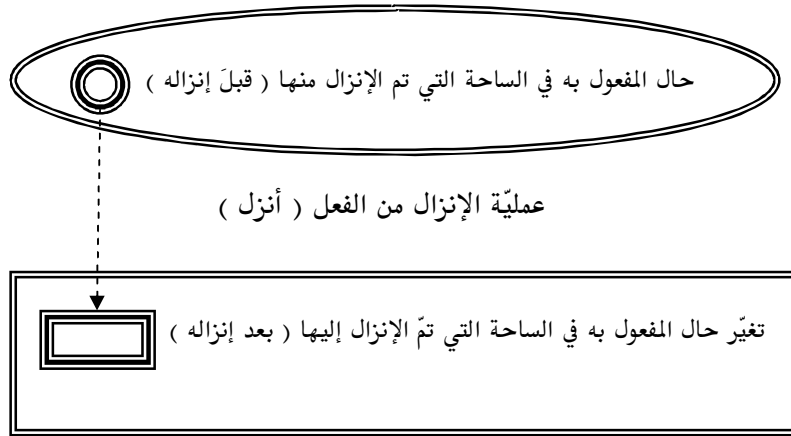 حال المفعول به في الساحة التي تم الإنزال منها ( قبلَ إنزاله )
عمليّة الإنزال من الفعل ( أنزل )
تغيّر حال المفعول به في الساحة التي تمّ الإنزال إليها ( بعد إنزاله )